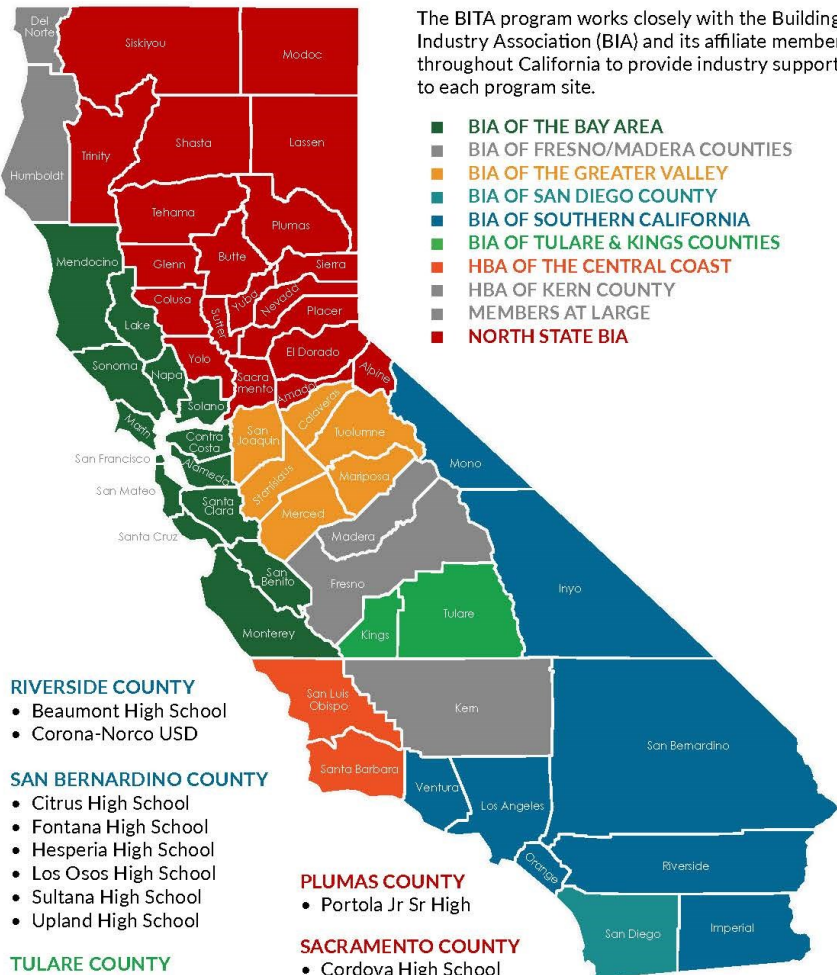 The BITA program works closely with the Building
Industry Association (BIA) and its affiliate member
throughout California to provide industry support
to each program site.
BIA OF THE BAY AREA
BIA OF FRESNO/MADERA COUNTIES
BIA OF THE GREATER VALLEY
BIA OF SAN DIEGO COUNTY
BIA OF SOUTHERN CALIFORNIA
BIA OF TULARE & KINGS COUNTIES
HBA OF THE CENTRAL COAST
HBA OF KERN COUNTY
MEMBERS AT LARGE
NORTH STATE BIA
Del
Norte
Siskiyou
Modoc
Humboldt
Trinity
Shasta
Lassen
Tehama
Plumas
Mendocino
Glenn
Butte
Sierra
Lake
Colusa
Sutter
Yuba
Nevada
Placer
Sonoma
Napa
Yolo
El Dorado
Solano
Sacra
mento
Amador
Alpine
Marin
Contra
Costa
San
Joaquin
Calaveras
Tuolumne
Mono
San Francisco
Alameda
Stanislaus
Mariposa
San Mateo
Santa
Clara
Merced
Santa Cruz
Madera
San
Benito
Fresno
Inyo
Monterey
Kings
Tulare
San Luis
Obispo
Kern
San Bernardino
Santa Barbara
Ventura
Los Angeles
Orange
Riverside
San Diego
Imperial
RIVERSIDE COUNTY
• Beaumont High School
• Corona-Norco USD
SAN BERNARDINO COUNTY
• Citrus High School
• Fontana High School
• Hesperia High School
• Los Osos High School
• Sultana High School
• Upland High School
TULARE COUNTY
PLUMAS COUNTY
• Portola Jr Sr High
SACRAMENTO COUNTY
• Cordova High School